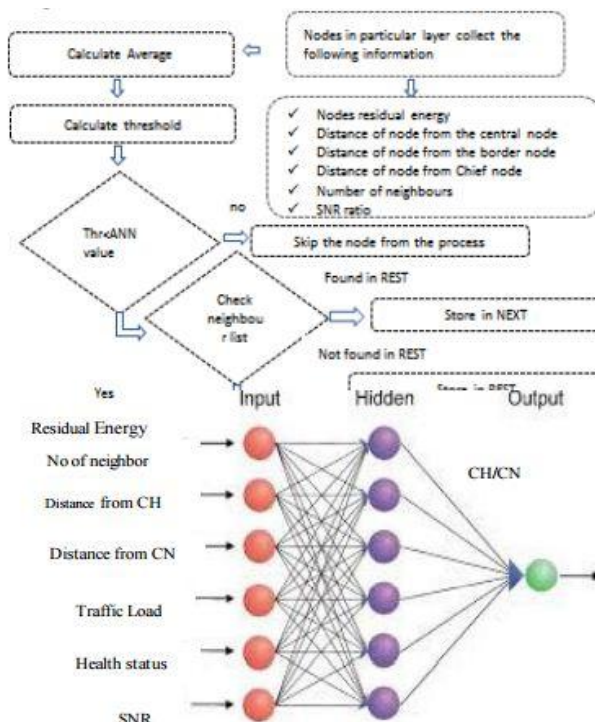 Calculate Average
Nodes in particular layer collect the
following information
Calculate threshold
✓ Nodes residual energy
✓ Distance of node from the central node
✓ Distance of node from the border node
✓ Distance of node from Chief node
✓ Number of neighbours
✓ SNR ratio
Thr<ANN
value
no
Skip the node from the process
Found in REST
Check
neighbou
r list
Store in NEXT
Not found in REST
Yes
Store in REST
Input
Hidden
Output
Residual Energy
No of neighbor
CH/CN
Distance from CH
Distance from CN
Traffic Load
Health status
SNR